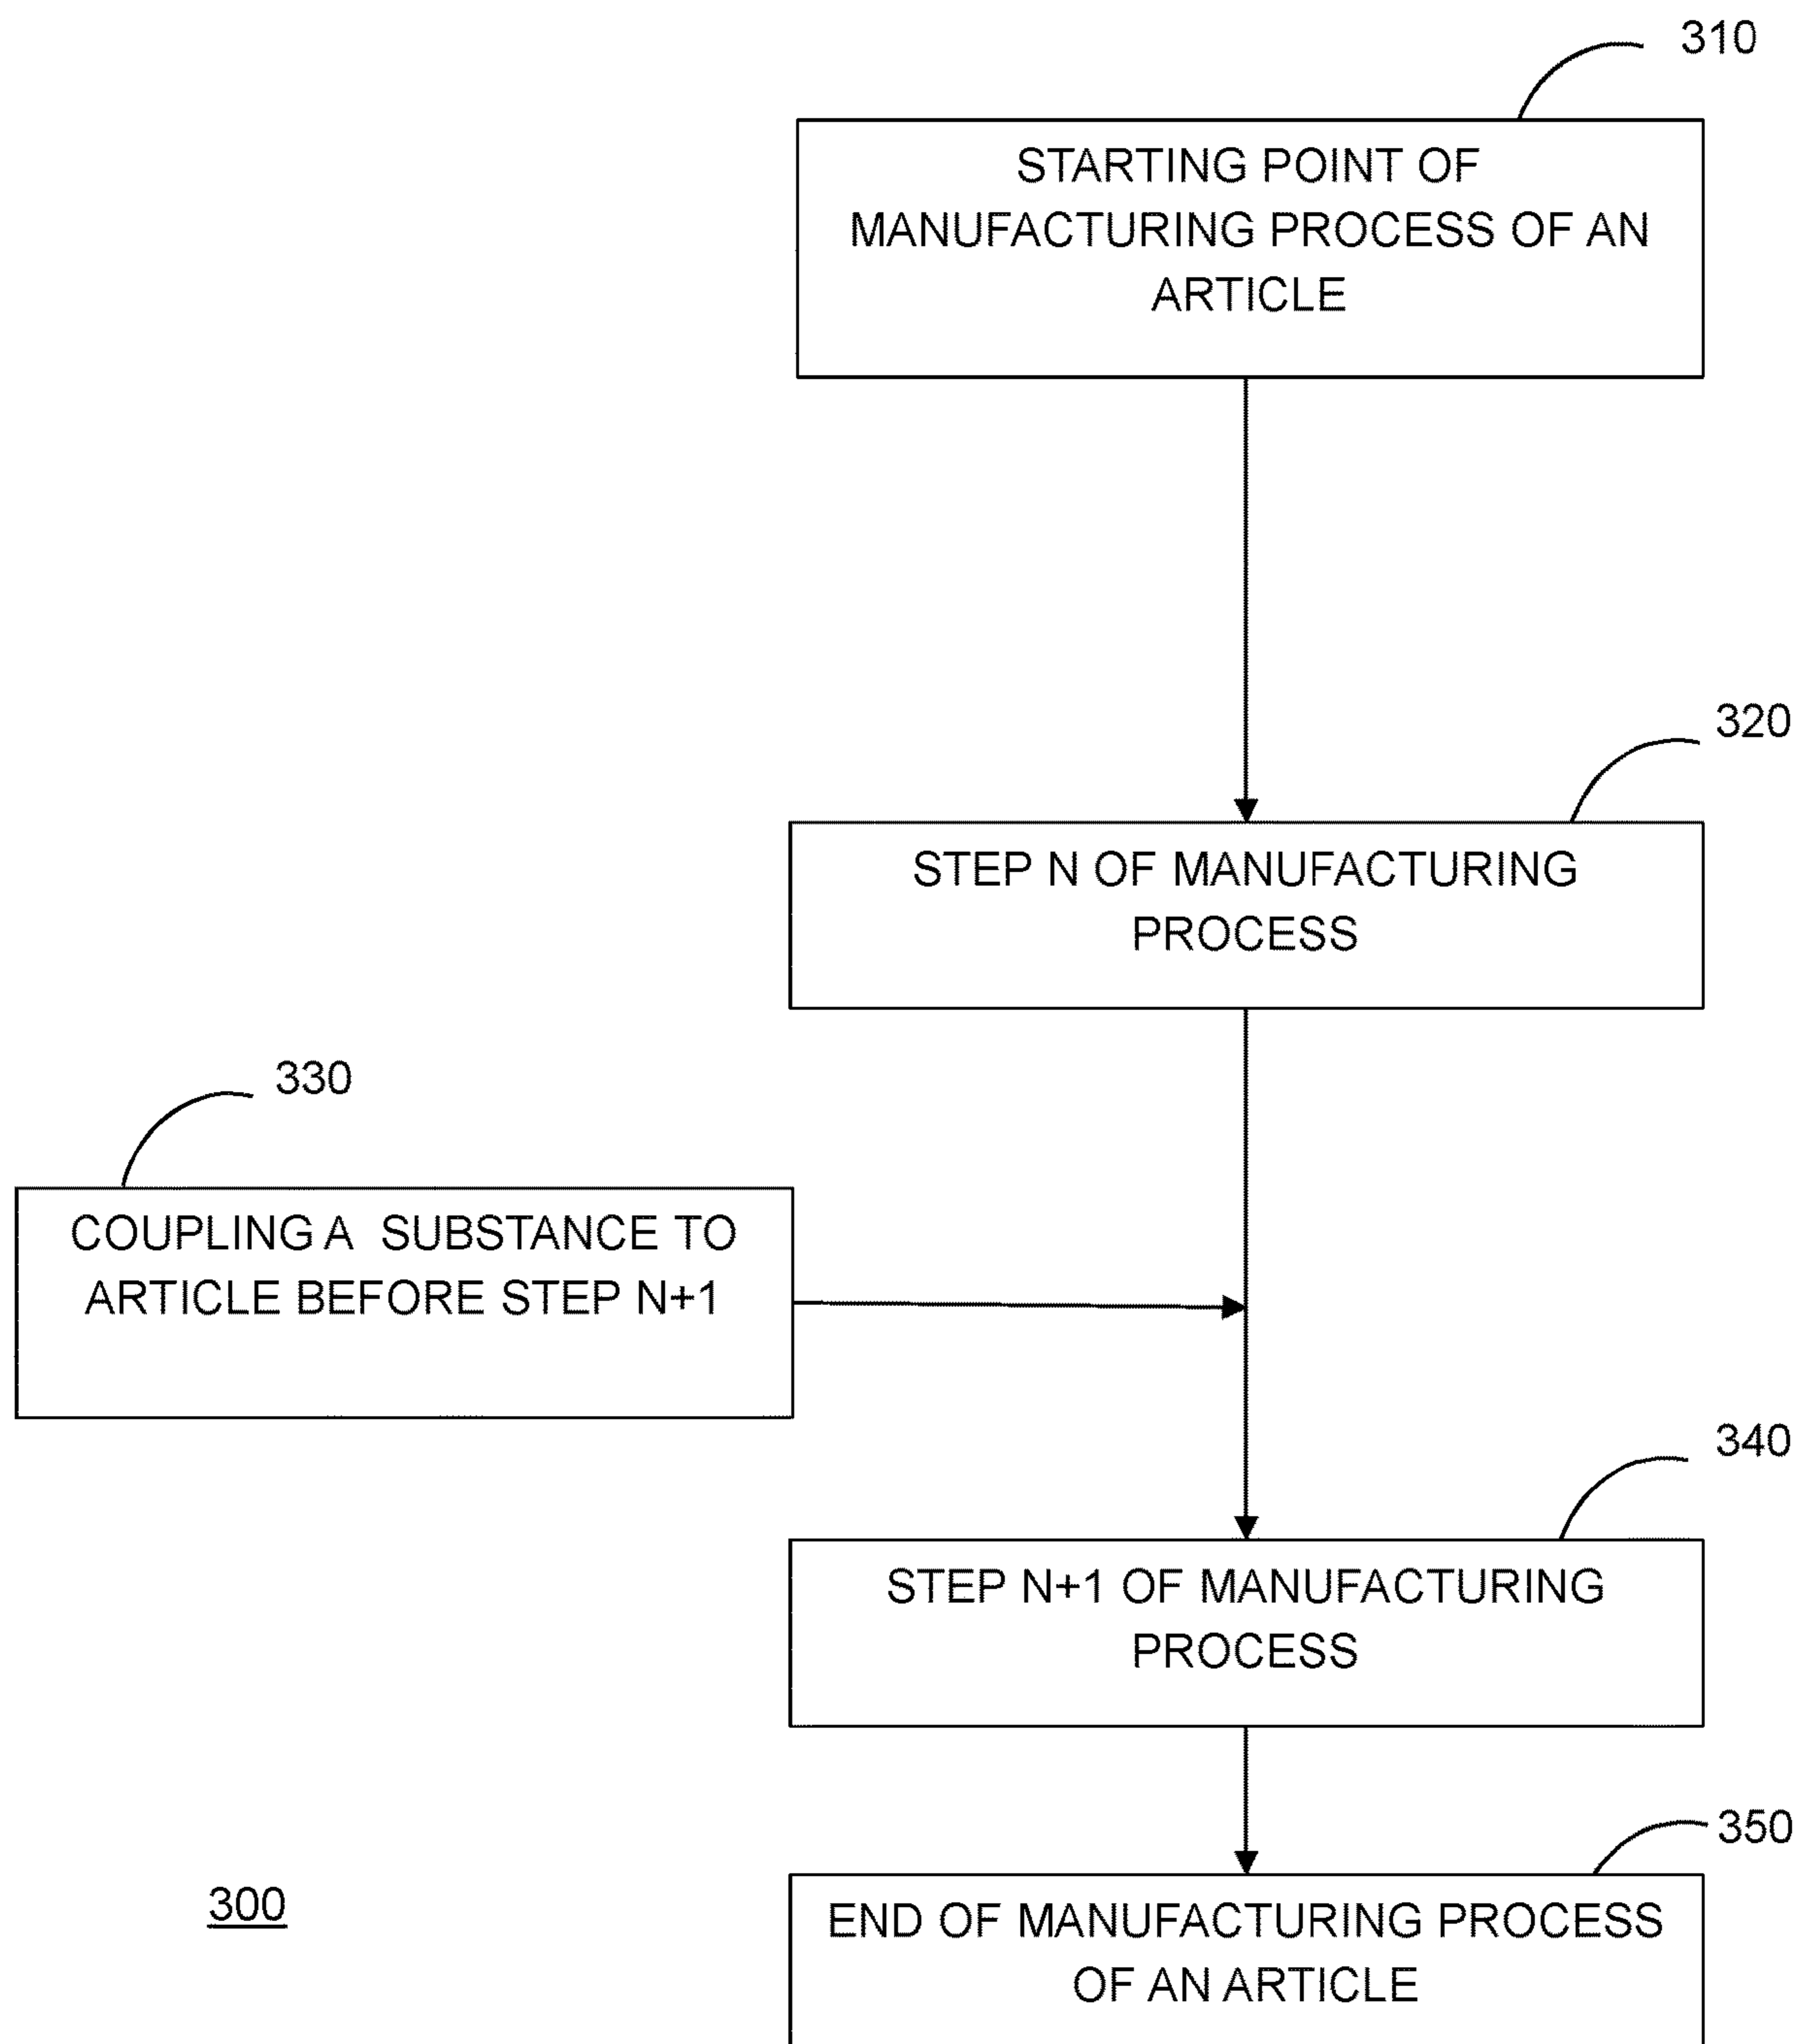 310
STARTING POINT OF
MANUFACTURING PROCESS OF AN
ARTICLE
320
STEP N OF MANUFACTURING
PROCESS
330
COUPLING A  SUBSTANCE TO
ARTICLE BEFORE STEP N+1
340
STEP N+1 OF MANUFACTURING
PROCESS
350
END OF MANUFACTURING PROCESS
OF AN ARTICLE
300